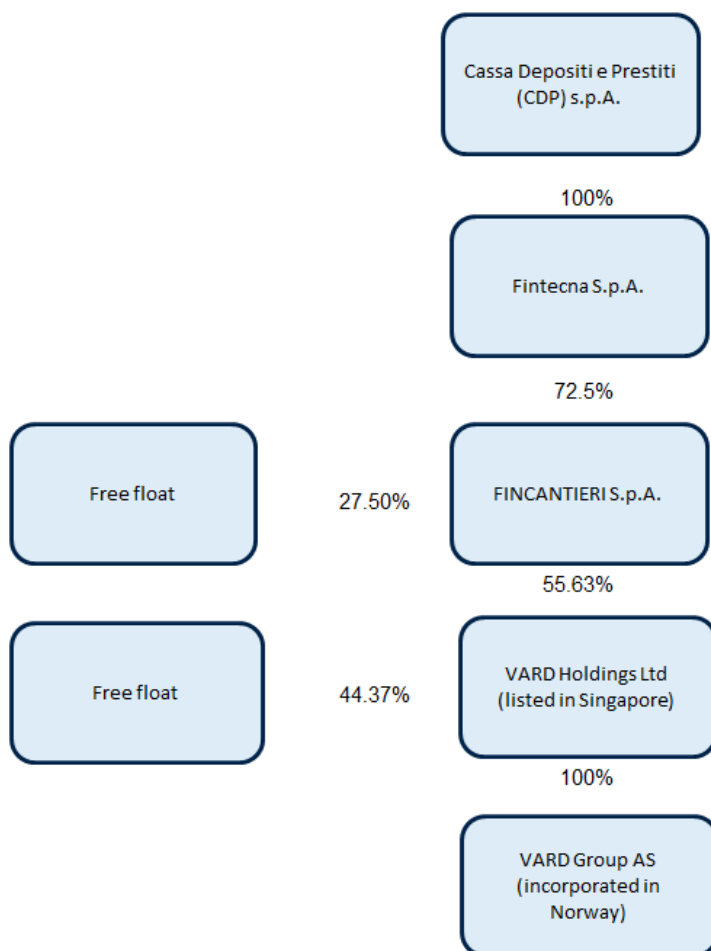 Cassa Depositi e Prestiti
(CDP) s.p.A.
100%
Fintecna S.p.A.
72.5%
Free float
27.50%
FINCANTIERI S.p.A.
55.63%
Free float
44.37%
VARD Holdings Ltd
(listed in Singapore)
100%
VARD Group AS
(incorporated in
Norway)